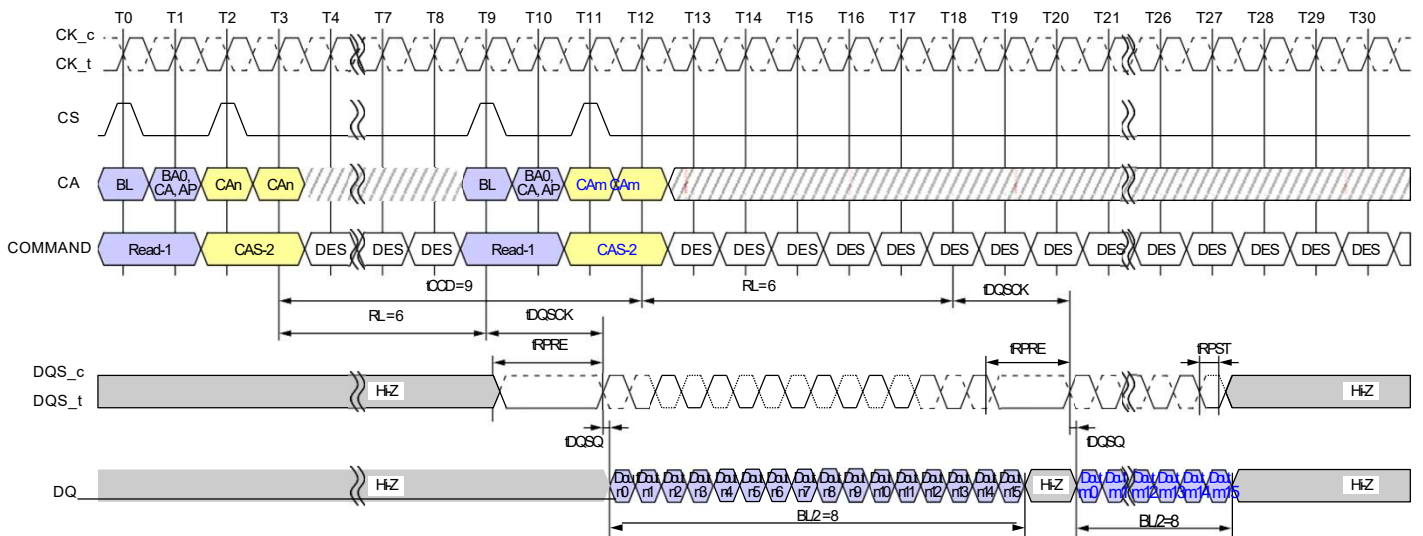 T0 T1 T2 T3 T4 T7 T8 T9 T10 T11 T12 T13 T14 T15 T16 T17 T18 T19 T20 T21 T26 T27 T28 T29 T30
CK_c
CK_t
CS
CA BL BA0, CA, AP CAn CAn BL BA0, CA, AP CAm CAm
COMMAND Read-1 CAS-2 DES DES DES Read-1 CAS-2 DES DES DES DES DES DES DES DES DES DES DES DES DES DES
tCCD=9 RL=6 tDQSCK
RL=6 tDQSCK
tRPRE tRPRE tRPST
DQS_c
DQS_t
Hi-Z Hi-Z
tDQSQ tDQSQ
DQ Hi-Z Dout n0 Dout n1 Dout n2 Dout n3 Dout n4 Dout n5 Dout n6 Dout n7 Dout n8 Dout n9 Dout n10 Dout n11 Dout n12 Dout n13 Dout n14 Dout n15 Hi-Z Dout m0 Dout m1 Dout m12 Dout m13 Dout m14 Dout m15 Hi-Z
BL/2=8 BL/2=8